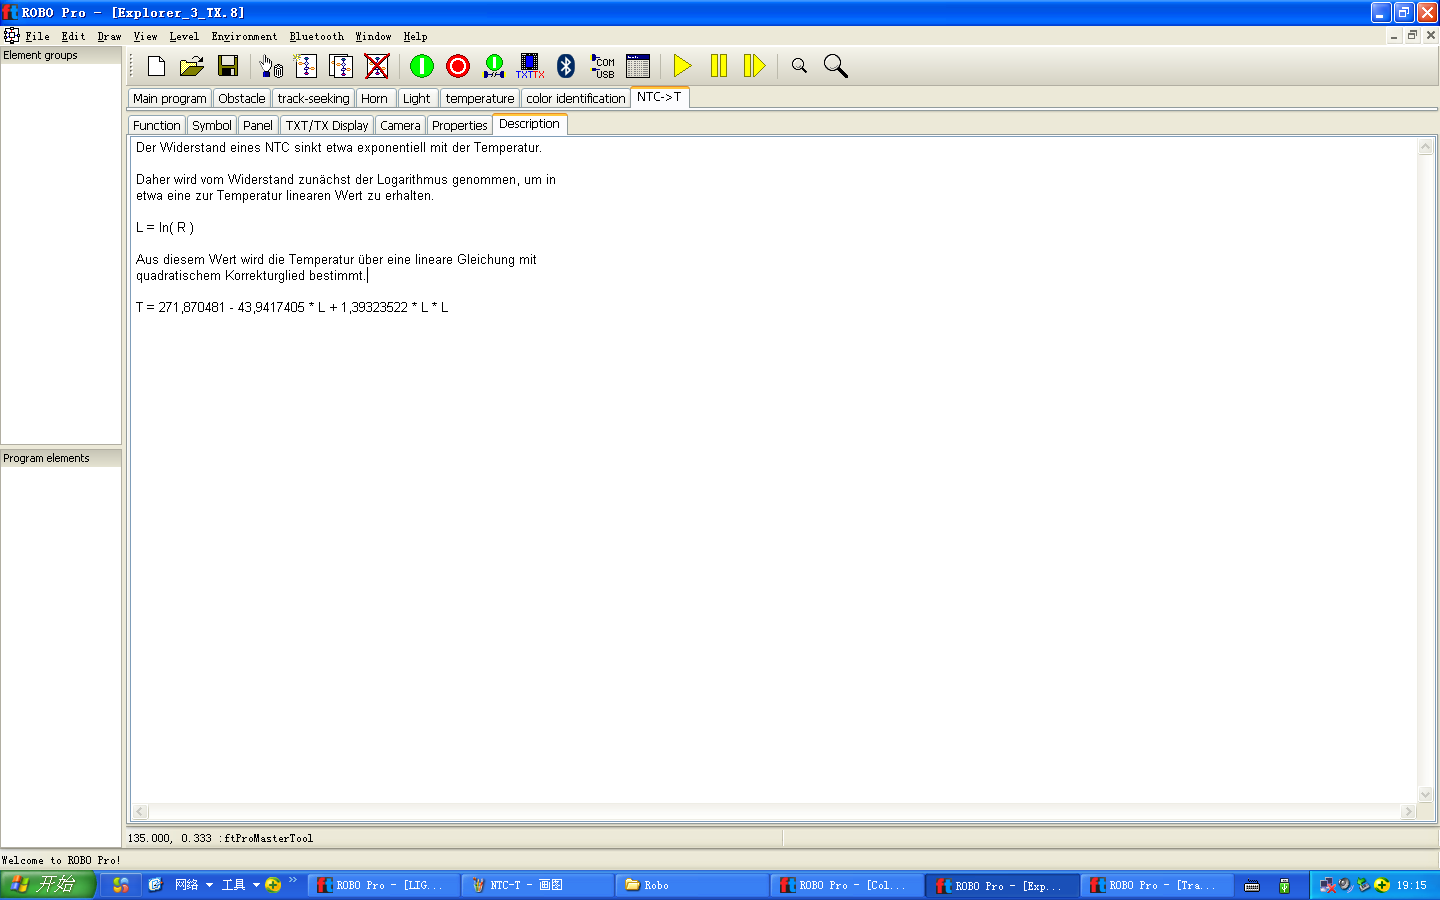 ROBO Pro - [Explorer_3_TX.8]
File Edit Draw View Level Environment Bluetooth Window Help
Element groups
TXT TX
COM
USB
Main program Obstacle track-seeking Horn Light temperature color identification NTC->T
Function Symbol Panel TXT/TX Display Camera Properties Description
Der Widerstand eines NTC sinkt etwa exponentiell mit der Temperatur.
Daher wird vom Widerstand zunächst der Logarithmus genommen, um in
etwa eine zur Temperatur linearen Wert zu erhalten.
L = ln( R )
Aus diesem Wert wird die Temperatur über eine lineare Gleichung mit
quadratischem Korrekturglied bestimmt.
T = 271,870481 - 43,9417405 * L + 1,39323522 * L * L
Program elements
135.000, 0.333 :ftProMasterTool
Welcome to ROBO Pro!
开始 网络 工具 » ROBO Pro - [LIG... NTC-T - 画图 Robo ROBO Pro - [Col... ROBO Pro - [Exp... ROBO Pro - [Tra... 19:15